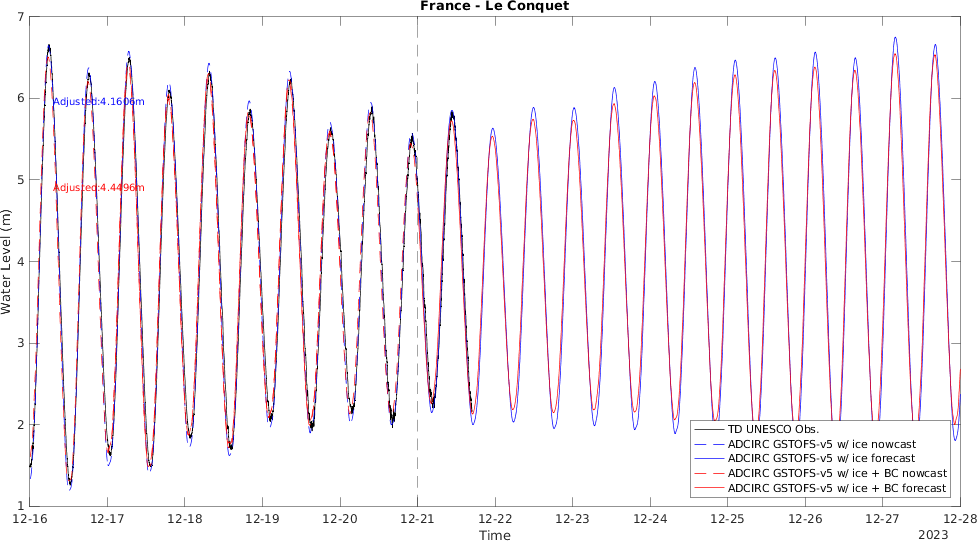 France - Le Conquet
7
6
5
4
3
2
1
Water Level (m)
Adjusted:4.1606m
Adjusted:4.4496m
TD UNESCO Obs.
ADCIRC GSTOFS-v5 w/ ice nowcast
ADCIRC GSTOFS-v5 w/ ice forecast
ADCIRC GSTOFS-v5 w/ ice + BC nowcast
ADCIRC GSTOFS-v5 w/ ice + BC forecast
12-16 12-17 12-18 12-19 12-20 12-21 12-22 12-23 12-24 12-25 12-26 12-27 12-28
Time
2023